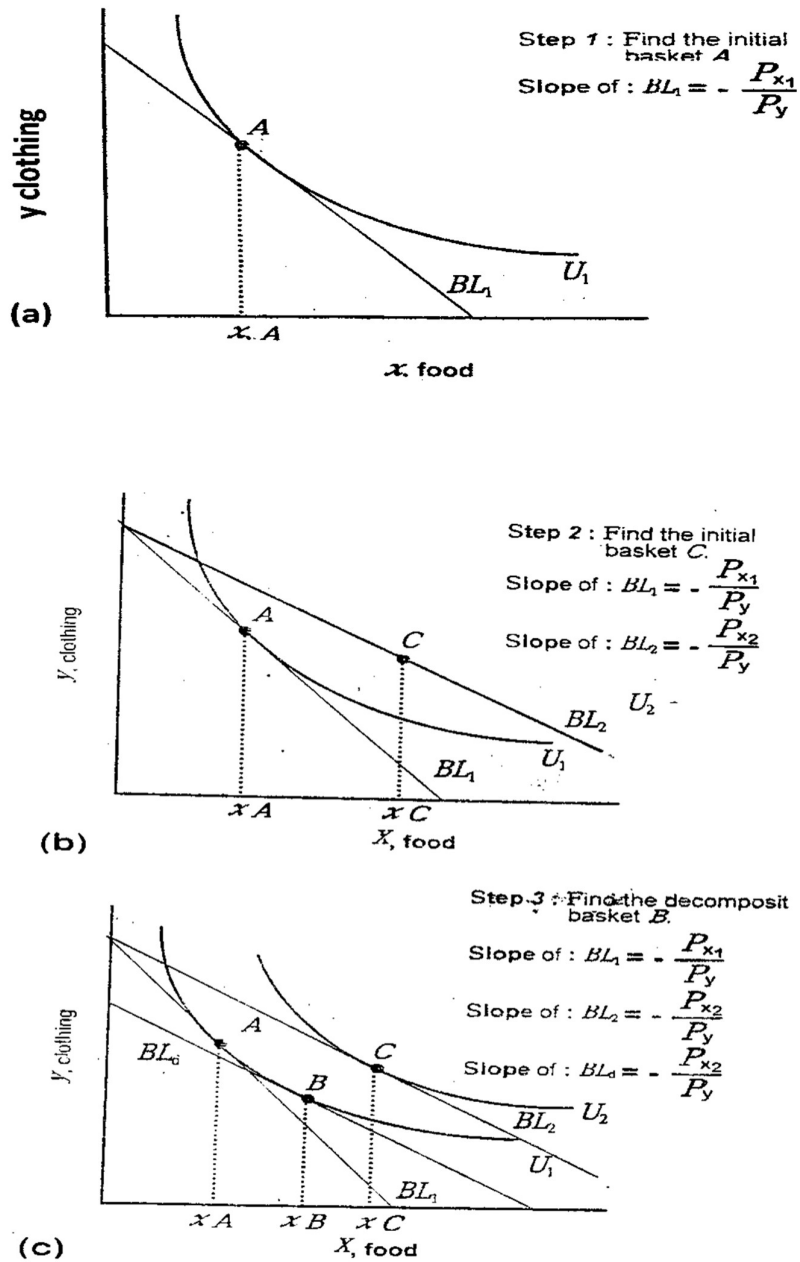 Step 1 : Find the initial
basket A
Slope of : BL₁ = - Px₁ / Py
y clothing
A
BL₁
U₁
(a)
x. A
x. food
Step 2 : Find the initial
basket C.
Slope of : BL₁ = - Px₁ / Py
Slope of : BL₂ = - Px₂ / Py
y, clothing
A
C
U₂
BL₂
U₁
BL₁
x A
x C
(b)
X, food
Step 3 : Find the decomposit
basket B.
Slope of : BL₁ = - Px₁ / Py
Slope of : BL₂ = - Px₂ / Py
Slope of : BLd = - Px₂ / Py
y, clothing
A
BLd
C
B
BL₂
U₂
U₁
BL₁
x A
x B
x C
(c)
X, food